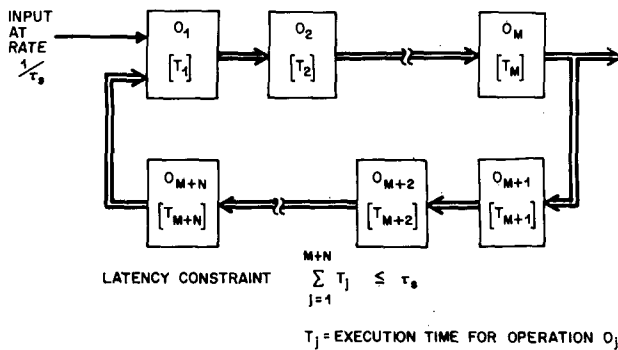 INPUT
AT
RATE
1/τs
O1
[T1]
O2
[T2]
OM
[TM]
OM+N
[TM+N]
OM+2
[TM+2]
OM+1
[TM+1]
LATENCY CONSTRAINT M+N Σ j=1 Tj ≦ τs
Tj = EXECUTION TIME FOR OPERATION Oj